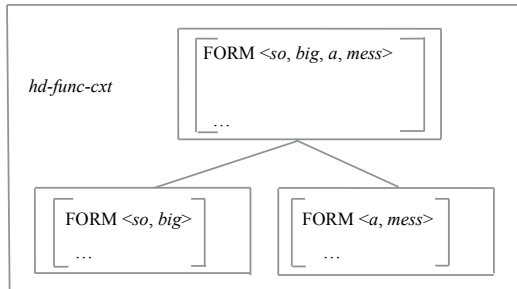 FORM <so, big, a, mess>
hd-func-cxt
…
FORM <so, big>
…
FORM <a, mess>
…